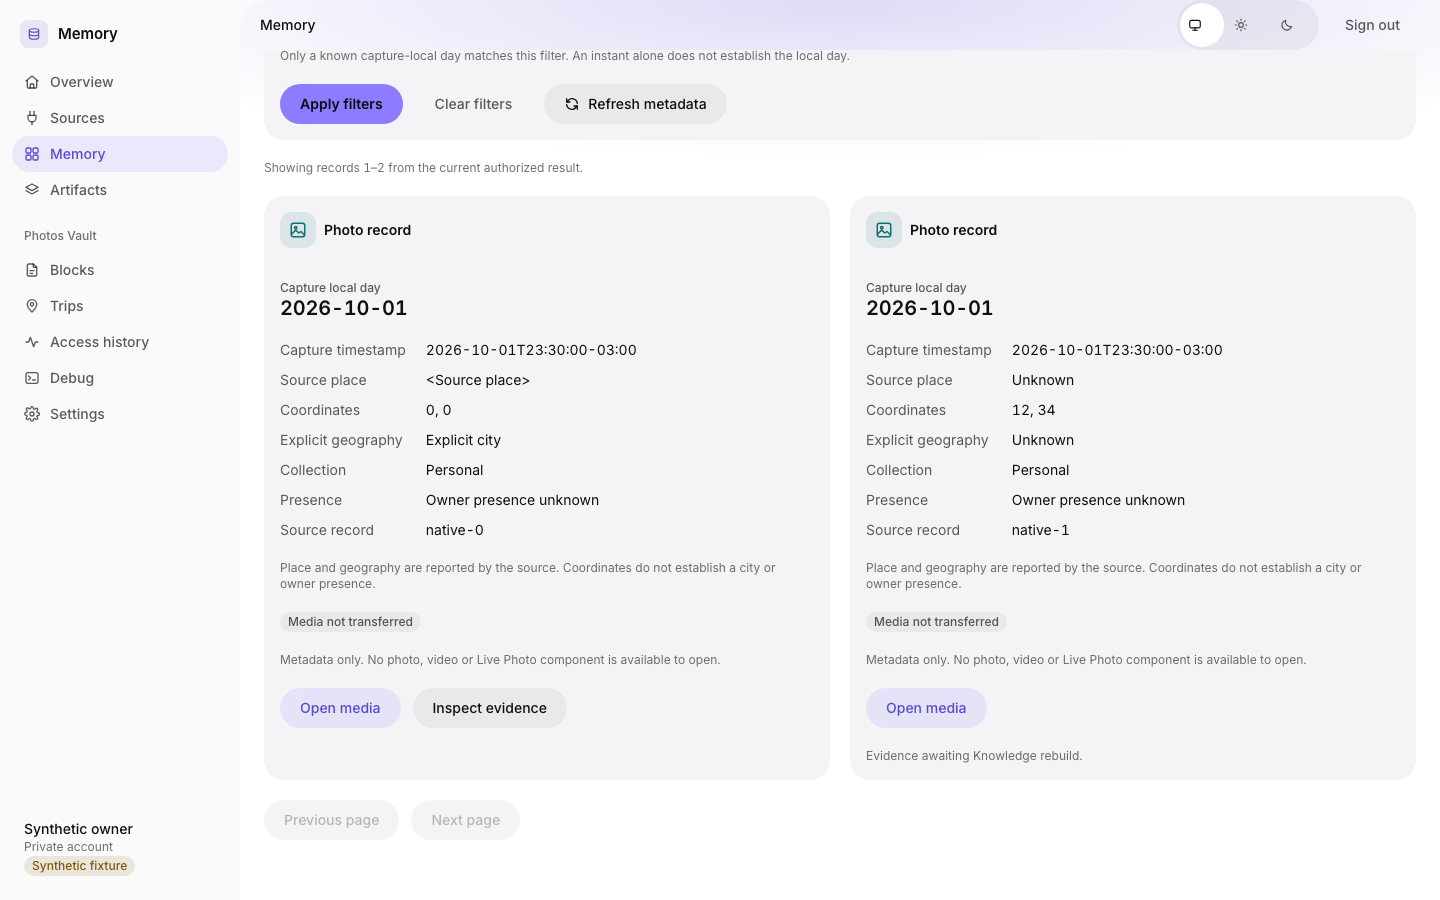 Memory
Overview
Sources
Memory
Artifacts
Photos Vault
Blocks
Trips
Access history
Debug
Settings
Synthetic owner
Private account
Synthetic fixture
Memory
Sign out
Only a known capture-local day matches this filter. An instant alone does not establish the local day.
Apply filters
Clear filters
Refresh metadata
Showing records 1–2 from the current authorized result.
Photo record
Capture local day
2026-10-01
Capture timestamp 2026-10-01T23:30:00-03:00
Source place <Source place>
Coordinates 0, 0
Explicit geography Explicit city
Collection Personal
Presence Owner presence unknown
Source record native-0
Place and geography are reported by the source. Coordinates do not establish a city or
owner presence.
Media not transferred
Metadata only. No photo, video or Live Photo component is available to open.
Open media
Inspect evidence
Photo record
Capture local day
2026-10-01
Capture timestamp 2026-10-01T23:30:00-03:00
Source place Unknown
Coordinates 12, 34
Explicit geography Unknown
Collection Personal
Presence Owner presence unknown
Source record native-1
Place and geography are reported by the source. Coordinates do not establish a city or
owner presence.
Media not transferred
Metadata only. No photo, video or Live Photo component is available to open.
Open media
Evidence awaiting Knowledge rebuild.
Previous page
Next page